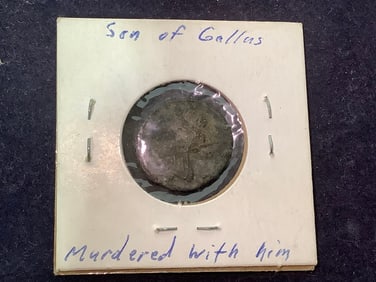 Son of Gallus
Murdered with him